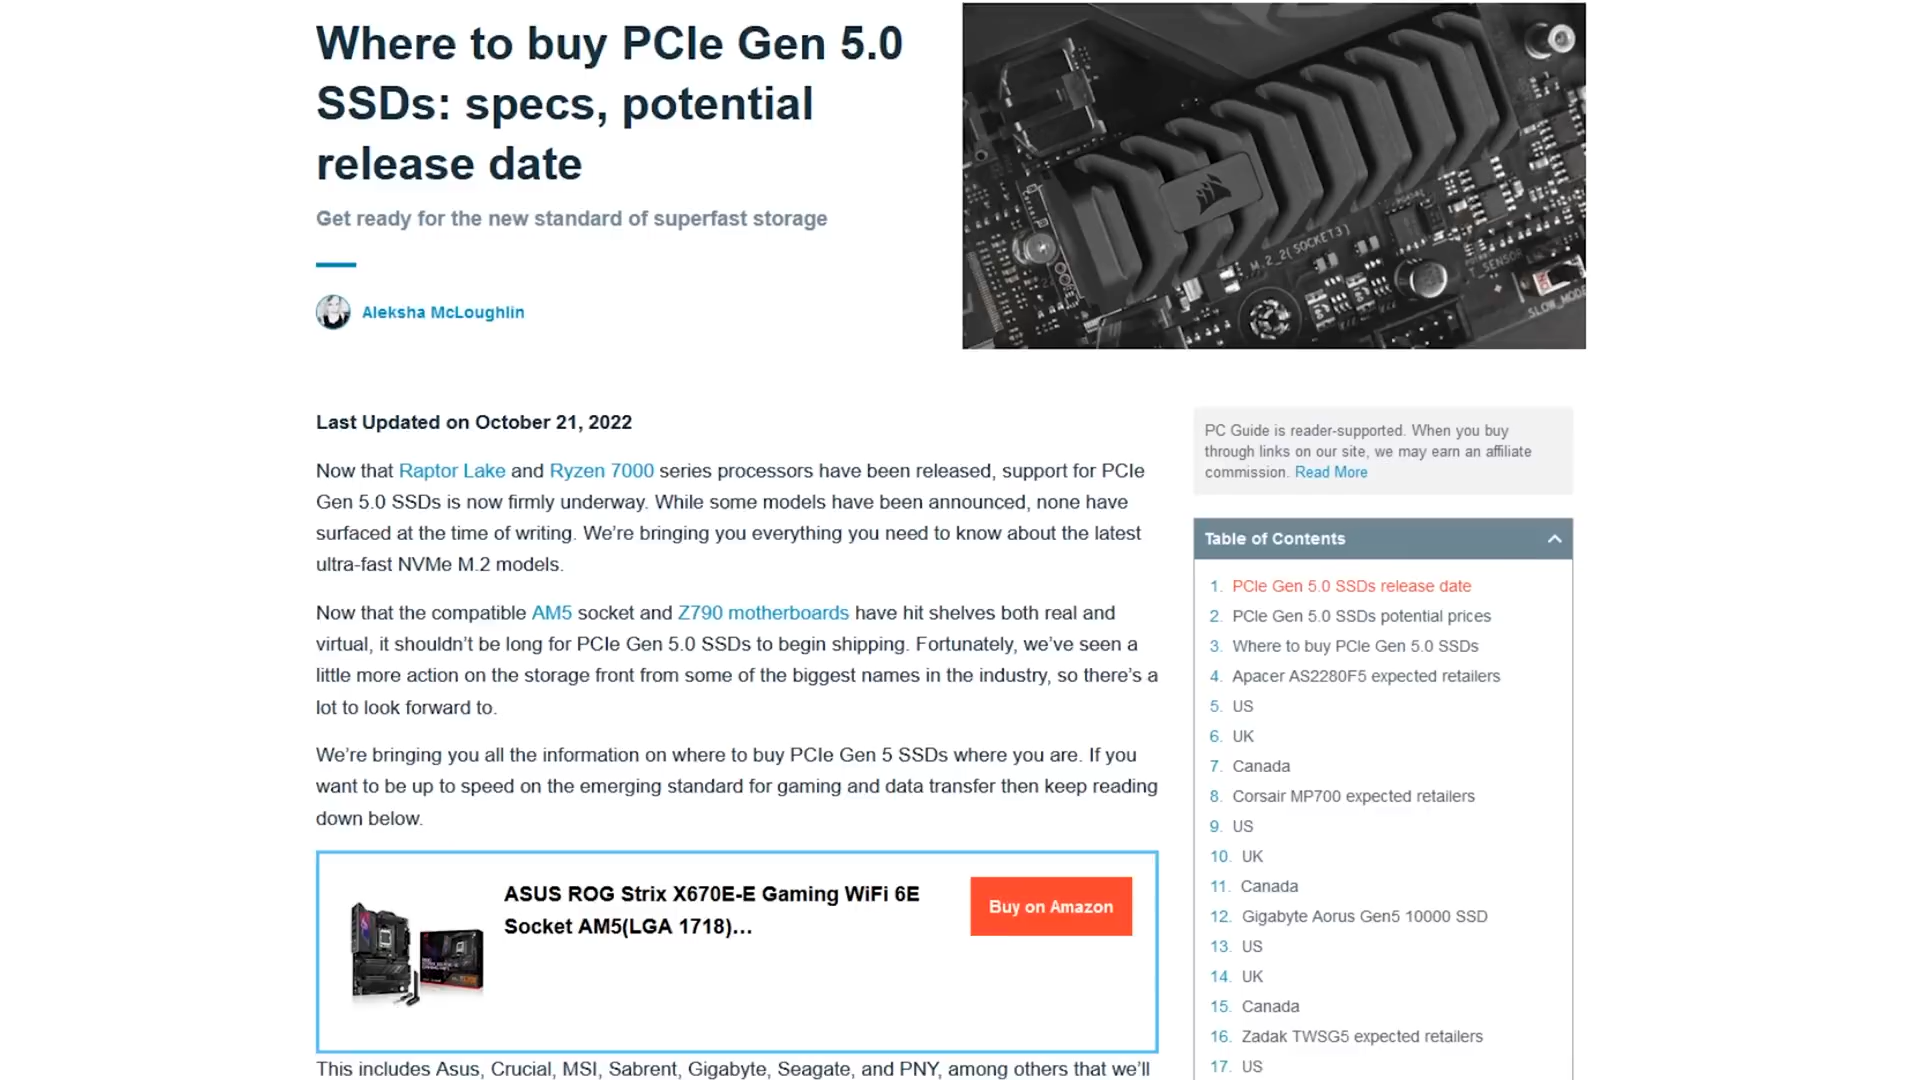 Where to buy PCIe Gen 5.0
SSDs: specs, potential
release date
Get ready for the new standard of superfast storage
Aleksha McLoughlin
M.2_2(SOCKET3)
T_SENSOR
SLOW_MODE
Last Updated on October 21, 2022
Now that Raptor Lake and Ryzen 7000 series processors have been released, support for PCIe
Gen 5.0 SSDs is now firmly underway. While some models have been announced, none have
surfaced at the time of writing. We’re bringing you everything you need to know about the latest
ultra-fast NVMe M.2 models.
Now that the compatible AM5 socket and Z790 motherboards have hit shelves both real and
virtual, it shouldn’t be long for PCIe Gen 5.0 SSDs to begin shipping. Fortunately, we’ve seen a
little more action on the storage front from some of the biggest names in the industry, so there’s a
lot to look forward to.
We’re bringing you all the information on where to buy PCIe Gen 5 SSDs where you are. If you
want to be up to speed on the emerging standard for gaming and data transfer then keep reading
down below.
ASUS ROG Strix X670E-E Gaming WiFi 6E
Socket AM5(LGA 1718)...
Buy on Amazon
This includes Asus, Crucial, MSI, Sabrent, Gigabyte, Seagate, and PNY, among others that we’ll
PC Guide is reader-supported. When you buy
through links on our site, we may earn an affiliate
commission. Read More
Table of Contents
1. PCIe Gen 5.0 SSDs release date
2. PCIe Gen 5.0 SSDs potential prices
3. Where to buy PCIe Gen 5.0 SSDs
4. Apacer AS2280F5 expected retailers
5. US
6. UK
7. Canada
8. Corsair MP700 expected retailers
9. US
10. UK
11. Canada
12. Gigabyte Aorus Gen5 10000 SSD
13. US
14. UK
15. Canada
16. Zadak TWSG5 expected retailers
17. US